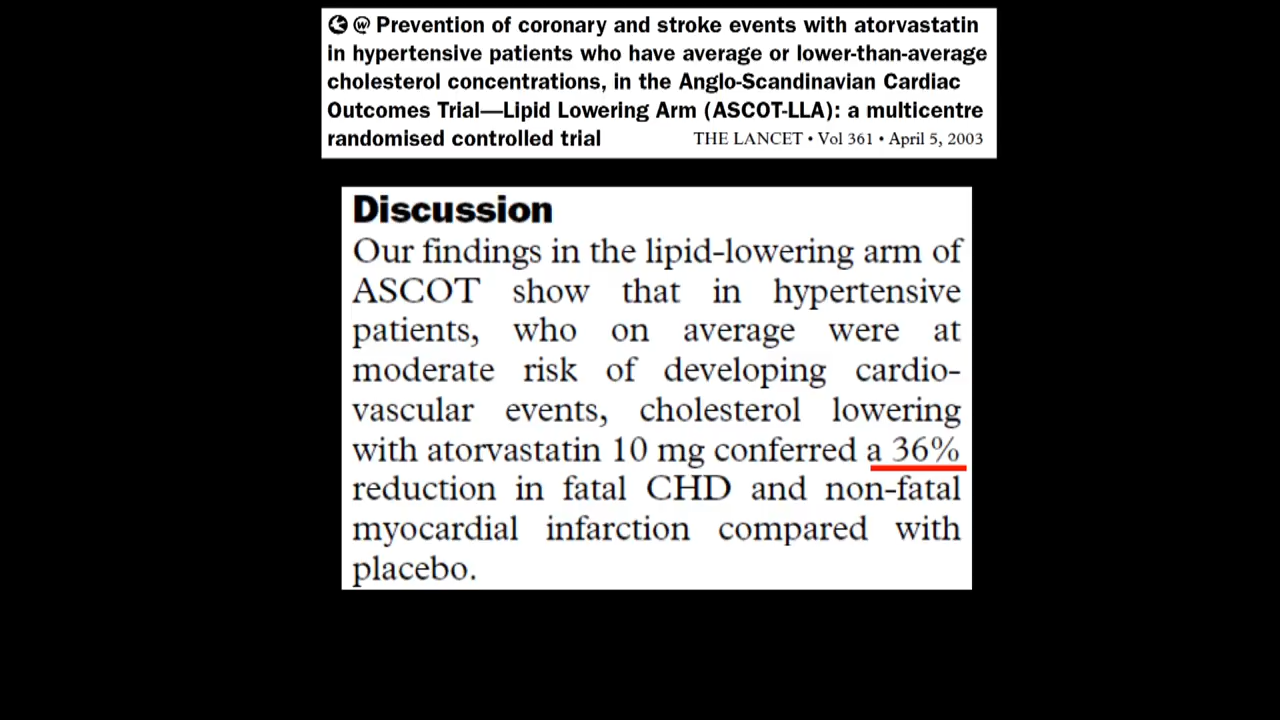 Prevention of coronary and stroke events with atorvastatin
in hypertensive patients who have average or lower-than-average
cholesterol concentrations, in the Anglo-Scandinavian Cardiac
Outcomes Trial—Lipid Lowering Arm (ASCOT-LLA): a multicentre
randomised controlled trial THE LANCET • Vol 361 • April 5, 2003
Discussion
Our findings in the lipid-lowering arm of
ASCOT show that in hypertensive
patients, who on average were at
moderate risk of developing cardio-
vascular events, cholesterol lowering
with atorvastatin 10 mg conferred a 36%
reduction in fatal CHD and non-fatal
myocardial infarction compared with
placebo.